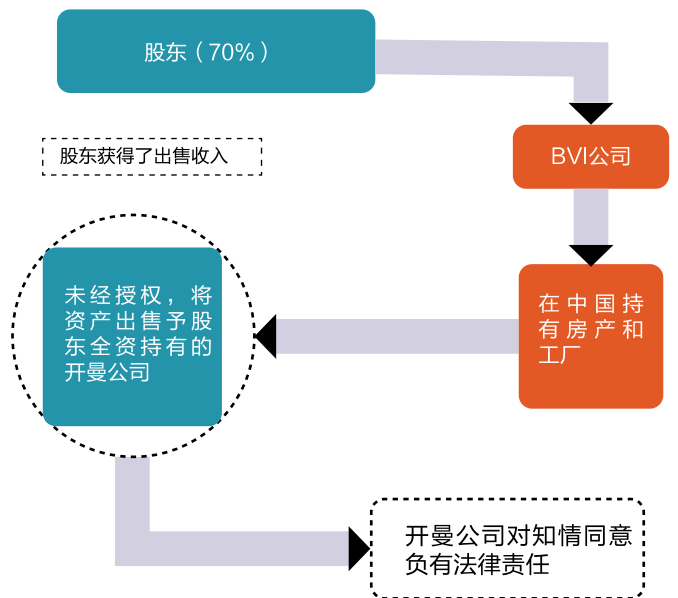 股东（70%）
BVI公司
股东获得了出售收入
未经授权，将
资产出售予股
东全资持有的
开曼公司
在中国持
有房产和
工厂
开曼公司对知情同意
负有法律责任